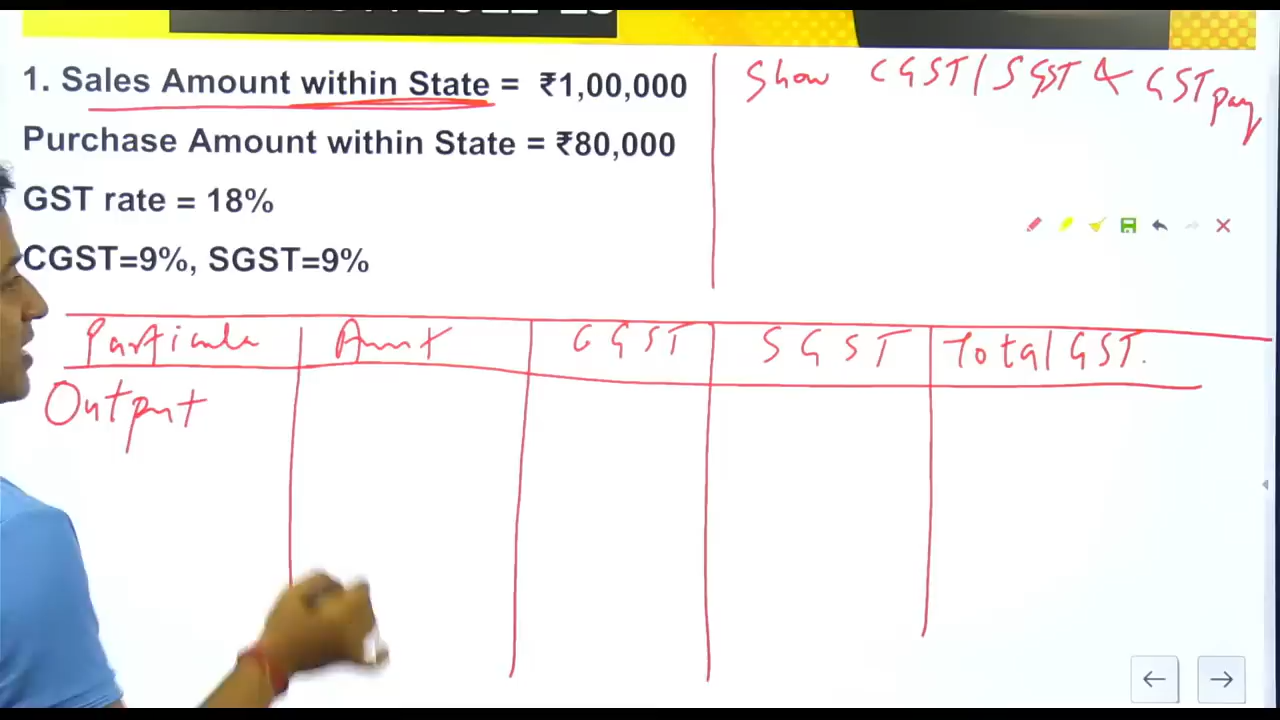 1. Sales Amount within State = ₹1,00,000
Purchase Amount within State = ₹80,000
GST rate = 18%
CGST=9%, SGST=9%
Show CGST/SGST & GST pay
Particula Amt CGST SGST Total GST.
Output